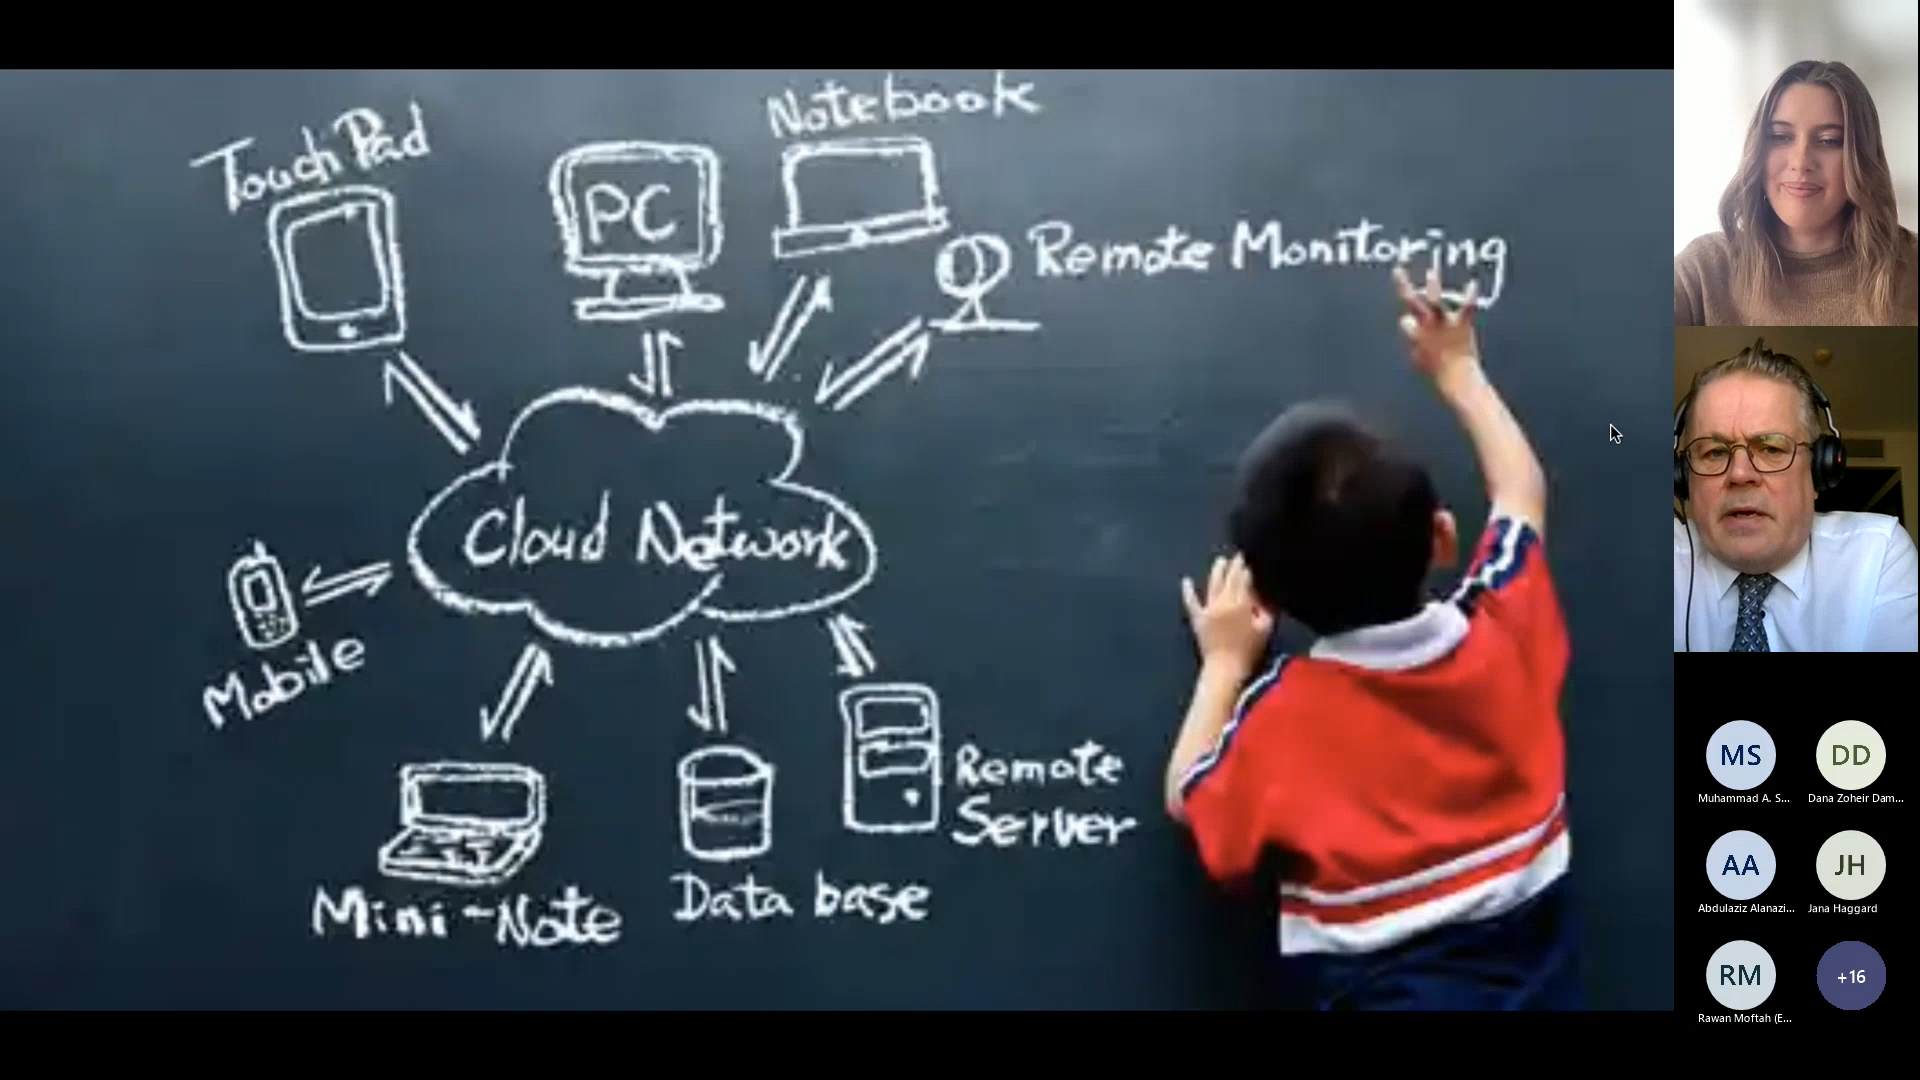 Touch Pad
PC
Notebook
Remote Monitoring
Cloud Network
Mobile
Mini-Note
Data base
Remote
Server
MS
DD
Muhammad A. S...
Dana Zoheir Dam...
AA
JH
Abdulaziz Alanazi...
Jana Haggard
RM
+16
Rawan Moftah (E...